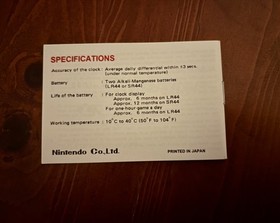 SPECIFICATIONS
Accuracy of the clock : Average daily differential within ±3 secs.
(under normal temperature)
Battery : Two Alkali-Manganese batteries
(LR44 or SR44)
Life of the battery : For clock display
Approx. 6 months on LR44
Approx. 12 months on SR44
For one hour-game a day
Approx. 6 months on LR44
Working temperature : 10°C to 40°C (50°F to 104°F)
Nintendo Co., Ltd.
PRINTED IN JAPAN